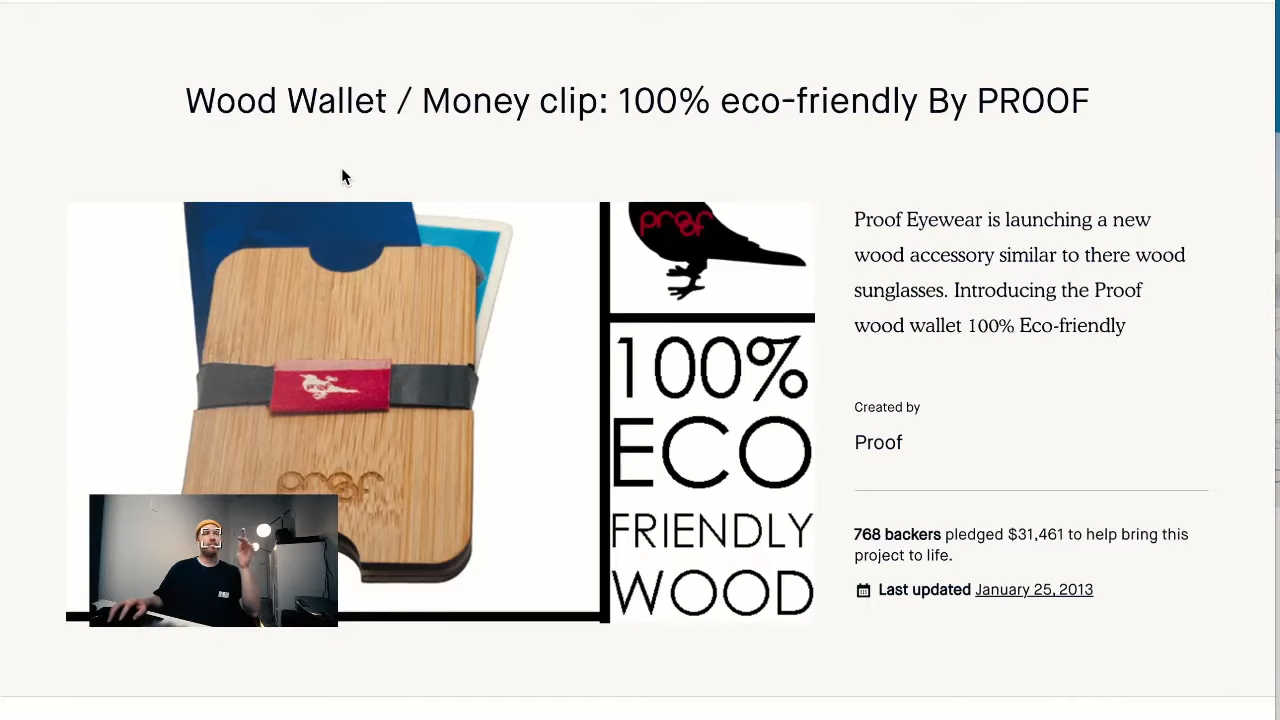 Wood Wallet / Money clip: 100% eco-friendly By PROOF
proof
proof
100%
ECO
FRIENDLY
WOOD
Proof Eyewear is launching a new
wood accessory similar to there wood
sunglasses. Introducing the Proof
wood wallet 100% Eco-friendly
Created by
Proof
768 backers pledged $31,461 to help bring this
project to life.
Last updated January 25, 2013